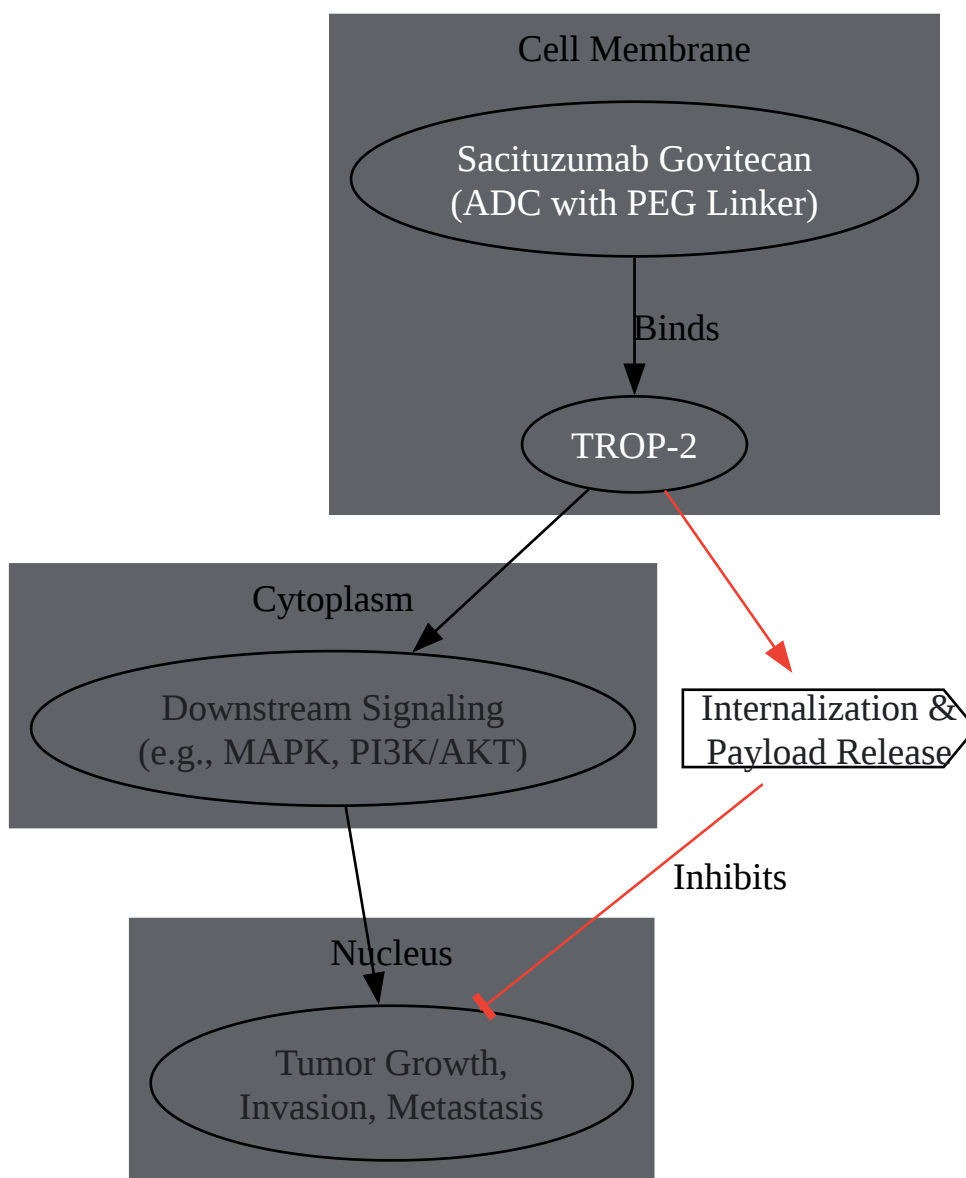 Cell Membrane
Sacituzumab Govitecan
(ADC with PEG Linker)
Binds
TROP-2
Cytoplasm
Downstream Signaling
(e.g., MAPK, PI3K/AKT)
Internalization &
Payload Release
Inhibits
Nucleus
Tumor Growth,
Invasion, Metastasis